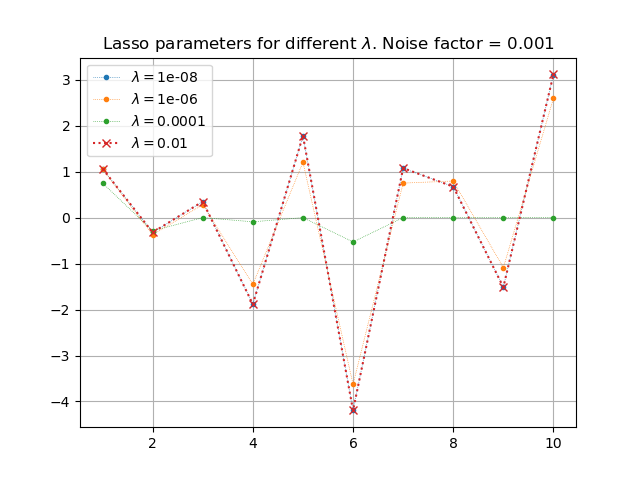 Lasso parameters for different λ. Noise factor = 0.001
λ = 1e-08
λ = 1e-06
λ = 0.0001
λ = 0.01
3
2
1
0
−1
−2
−3
−4
2 4 6 8 10